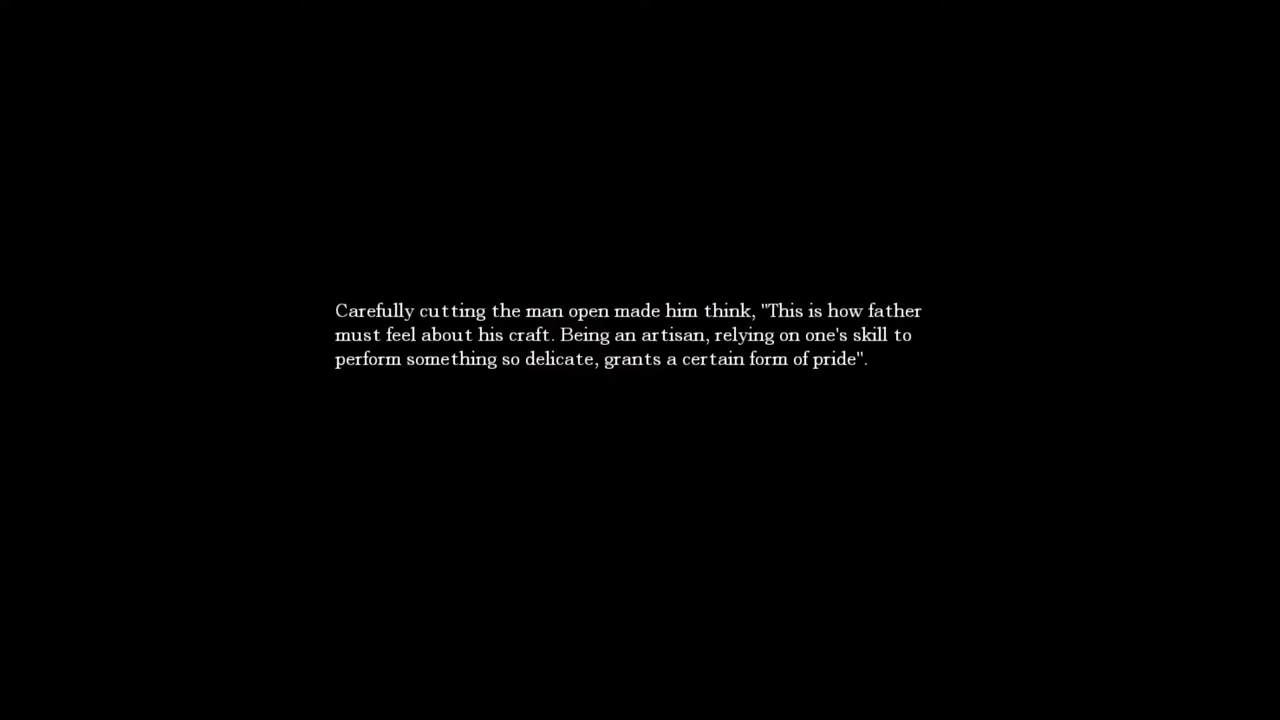 Carefully cutting the man open made him think, "This is how father
must feel about his craft. Being an artisan, relying on one's skill to
perform something so delicate, grants a certain form of pride".